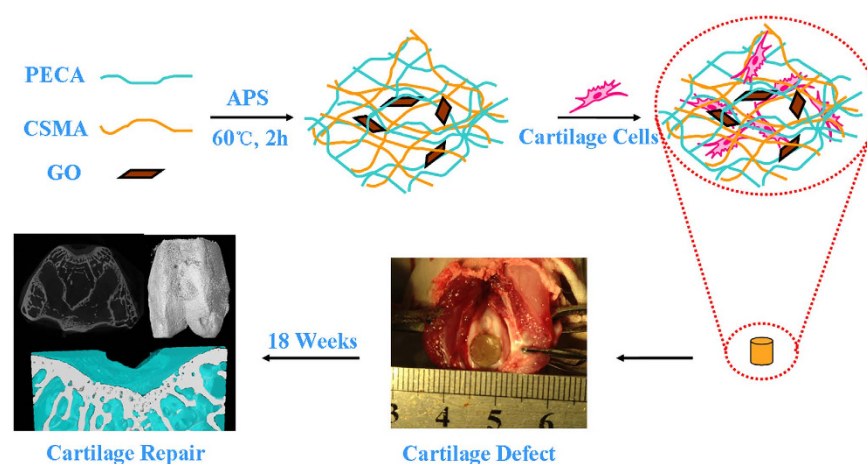 PECA
CSMA
GO
APS
60℃, 2h
Cartilage Cells
18 Weeks
3 4 5 6
Cartilage Repair
Cartilage Defect